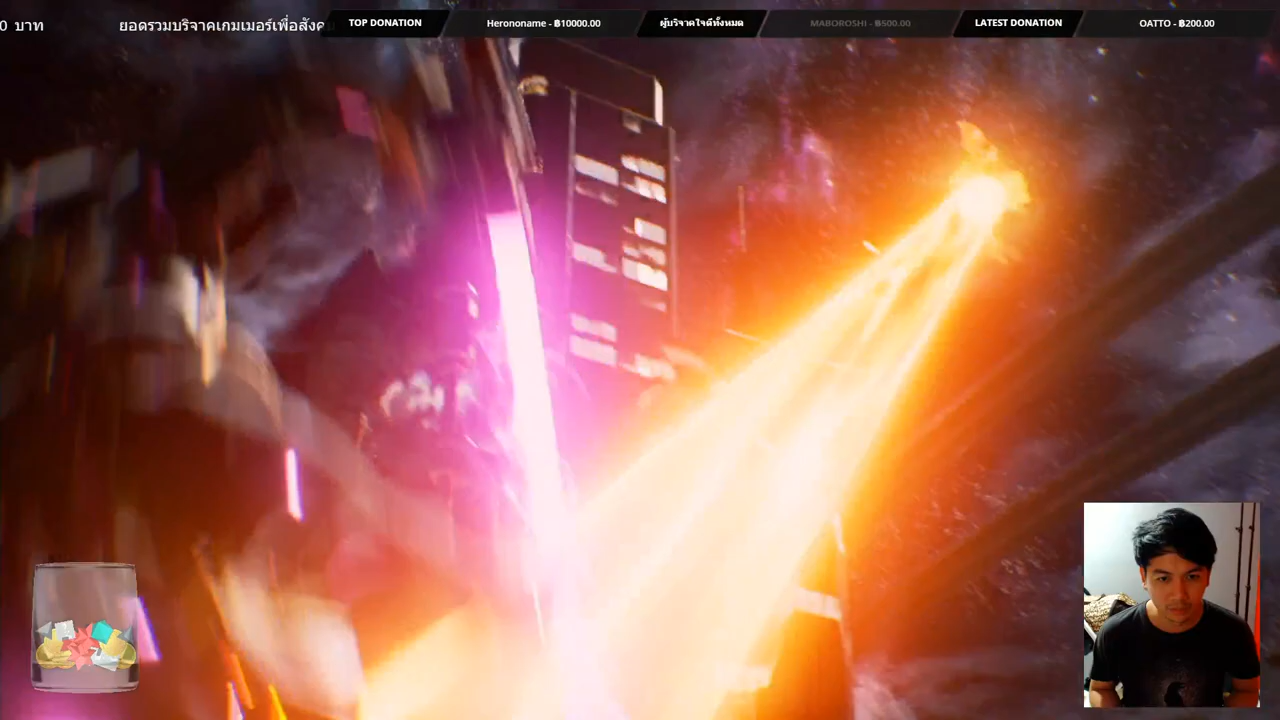 0 บาท ยอดรวมบริจาคเกมเมอร์เพื่อสังคม
TOP DONATION
Herononame - ฿10000.00
ผู้บริจาคใจดีทั้งหมด
MABOROSHI - ฿500.00
LATEST DONATION
OATTO - ฿200.00